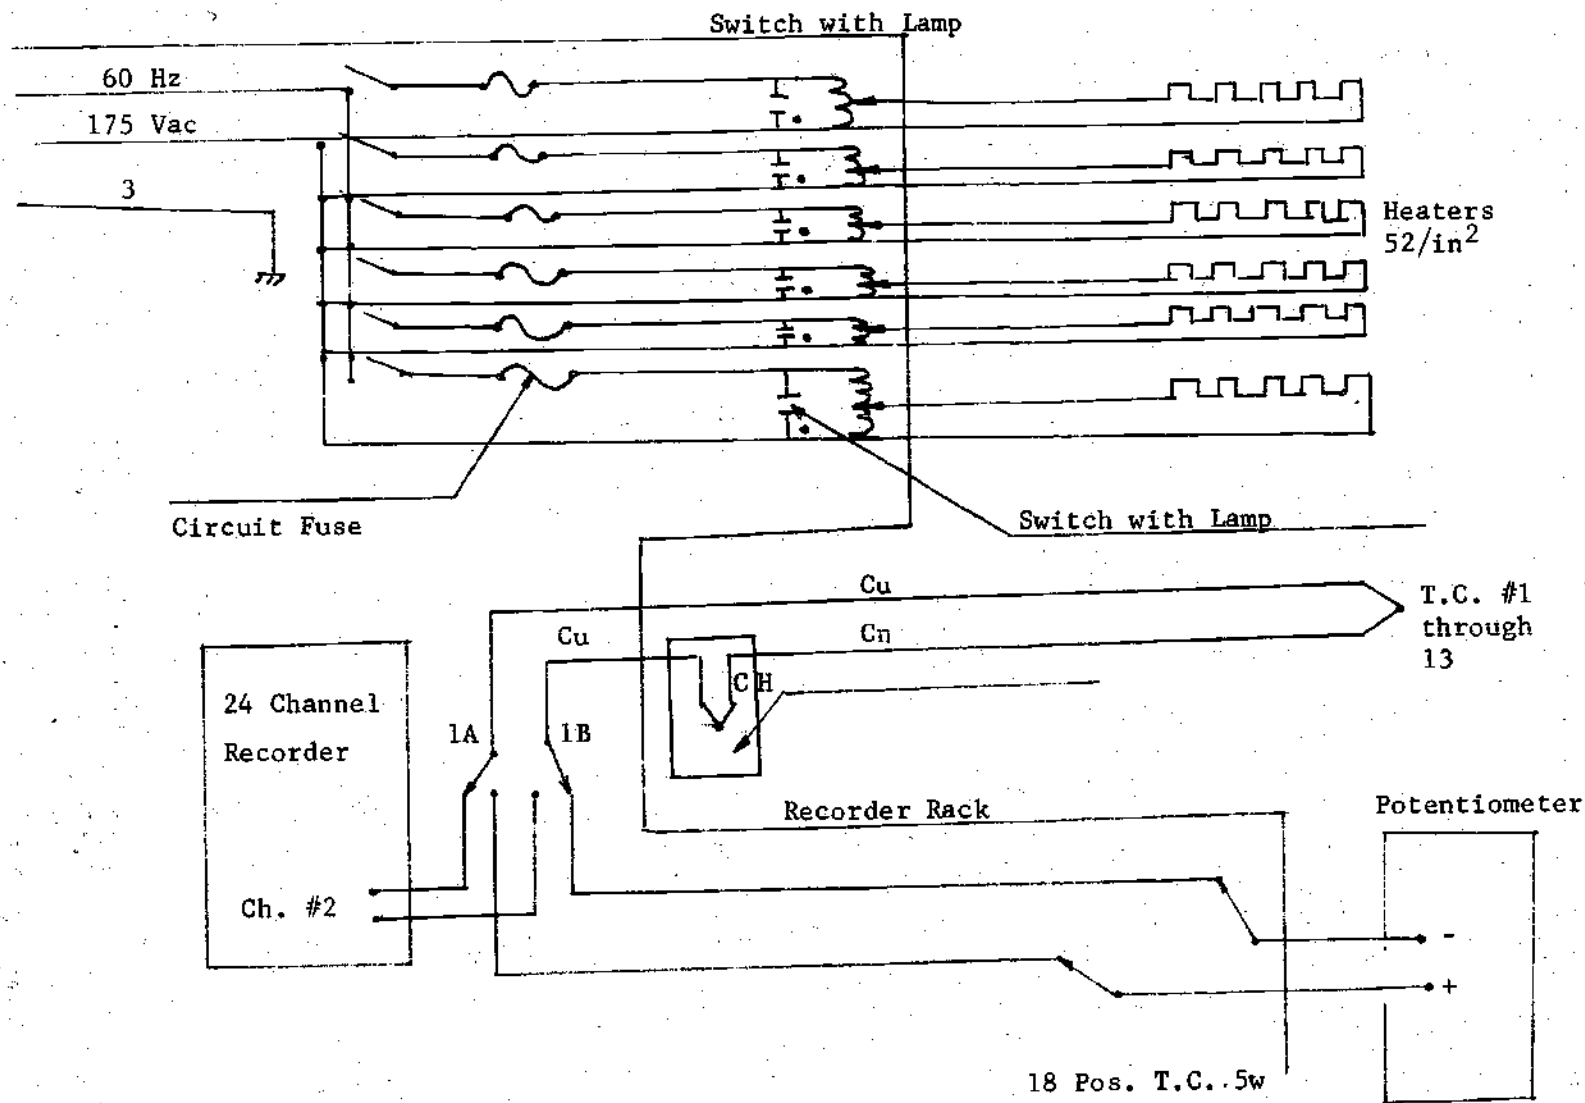 Switch with Lamp
60 Hz
175 Vac
3
Heaters
52/in²
Circuit Fuse
Switch with Lamp
Cu
T.C. #1
through
13
Cu
Cn
C H
24 Channel
Recorder
1A
1B
Recorder Rack
Potentiometer
Ch. #2
-
+
18 Pos. T.C. 5w